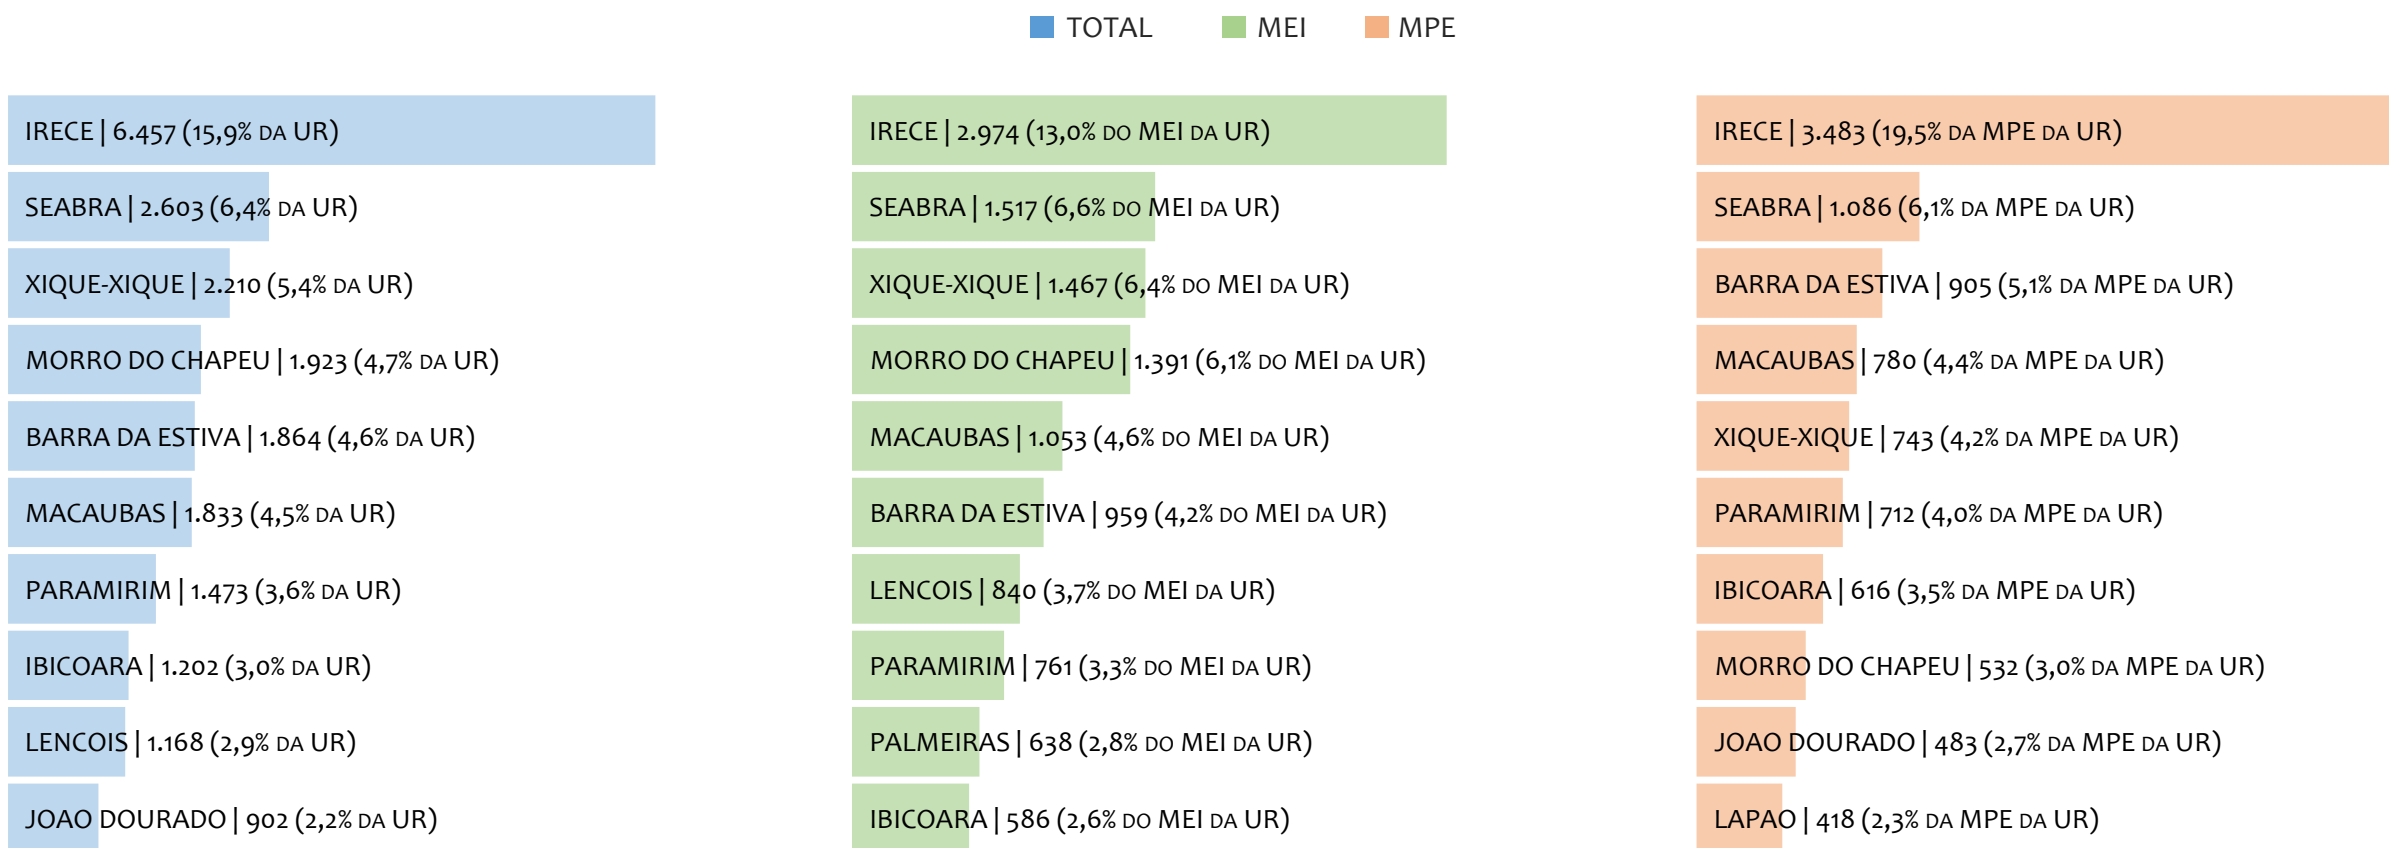 TOTAL MEI MPE
IRECE | 6.457 (15,9% DA UR)
SEABRA | 2.603 (6,4% DA UR)
XIQUE-XIQUE | 2.210 (5,4% DA UR)
MORRO DO CHAPEU | 1.923 (4,7% DA UR)
BARRA DA ESTIVA | 1.864 (4,6% DA UR)
MACAUBAS | 1.833 (4,5% DA UR)
PARAMIRIM | 1.473 (3,6% DA UR)
IBICOARA | 1.202 (3,0% DA UR)
LENCOIS | 1.168 (2,9% DA UR)
JOAO DOURADO | 902 (2,2% DA UR)
IRECE | 2.974 (13,0% DO MEI DA UR)
SEABRA | 1.517 (6,6% DO MEI DA UR)
XIQUE-XIQUE | 1.467 (6,4% DO MEI DA UR)
MORRO DO CHAPEU | 1.391 (6,1% DO MEI DA UR)
MACAUBAS | 1.053 (4,6% DO MEI DA UR)
BARRA DA ESTIVA | 959 (4,2% DO MEI DA UR)
LENCOIS | 840 (3,7% DO MEI DA UR)
PARAMIRIM | 761 (3,3% DO MEI DA UR)
PALMEIRAS | 638 (2,8% DO MEI DA UR)
IBICOARA | 586 (2,6% DO MEI DA UR)
IRECE | 3.483 (19,5% DA MPE DA UR)
SEABRA | 1.086 (6,1% DA MPE DA UR)
BARRA DA ESTIVA | 905 (5,1% DA MPE DA UR)
MACAUBAS | 780 (4,4% DA MPE DA UR)
XIQUE-XIQUE | 743 (4,2% DA MPE DA UR)
PARAMIRIM | 712 (4,0% DA MPE DA UR)
IBICOARA | 616 (3,5% DA MPE DA UR)
MORRO DO CHAPEU | 532 (3,0% DA MPE DA UR)
JOAO DOURADO | 483 (2,7% DA MPE DA UR)
LAPAO | 418 (2,3% DA MPE DA UR)